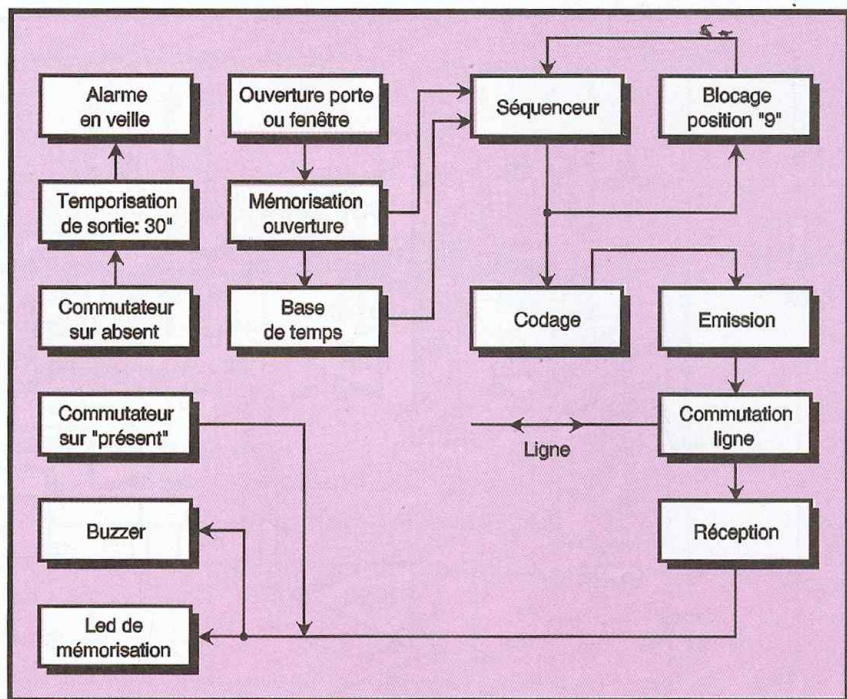 Alarme
en veille
Ouverture porte
ou fenêtre
Séquenceur
Blocage
position "9"
Temporisation
de sortie: 30"
Mémorisation
ouverture
Commutateur
sur absent
Base
de temps
Codage
Emission
Commutateur
sur "présent"
Ligne
Commutation
ligne
Buzzer
Réception
Led de
mémorisation